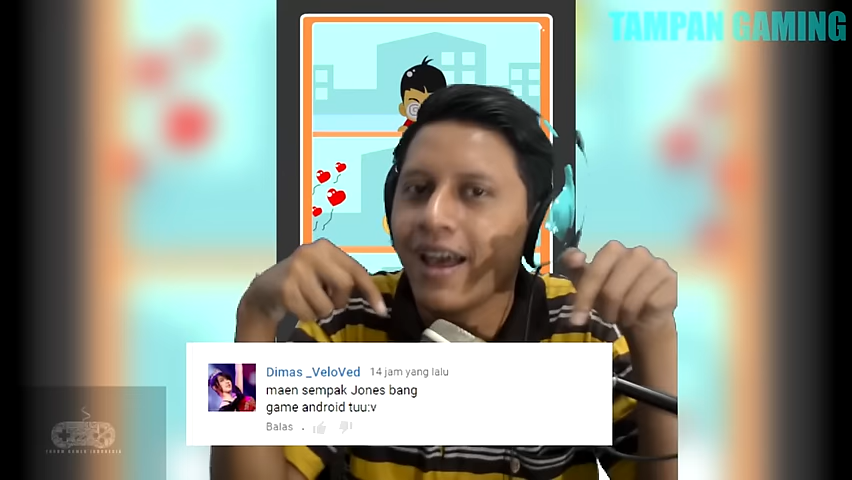 TAMPAN GAMING
Dimas _VeloVed 14 jam yang lalu
maen sempak Jones bang
game android tuu:v
Balas .